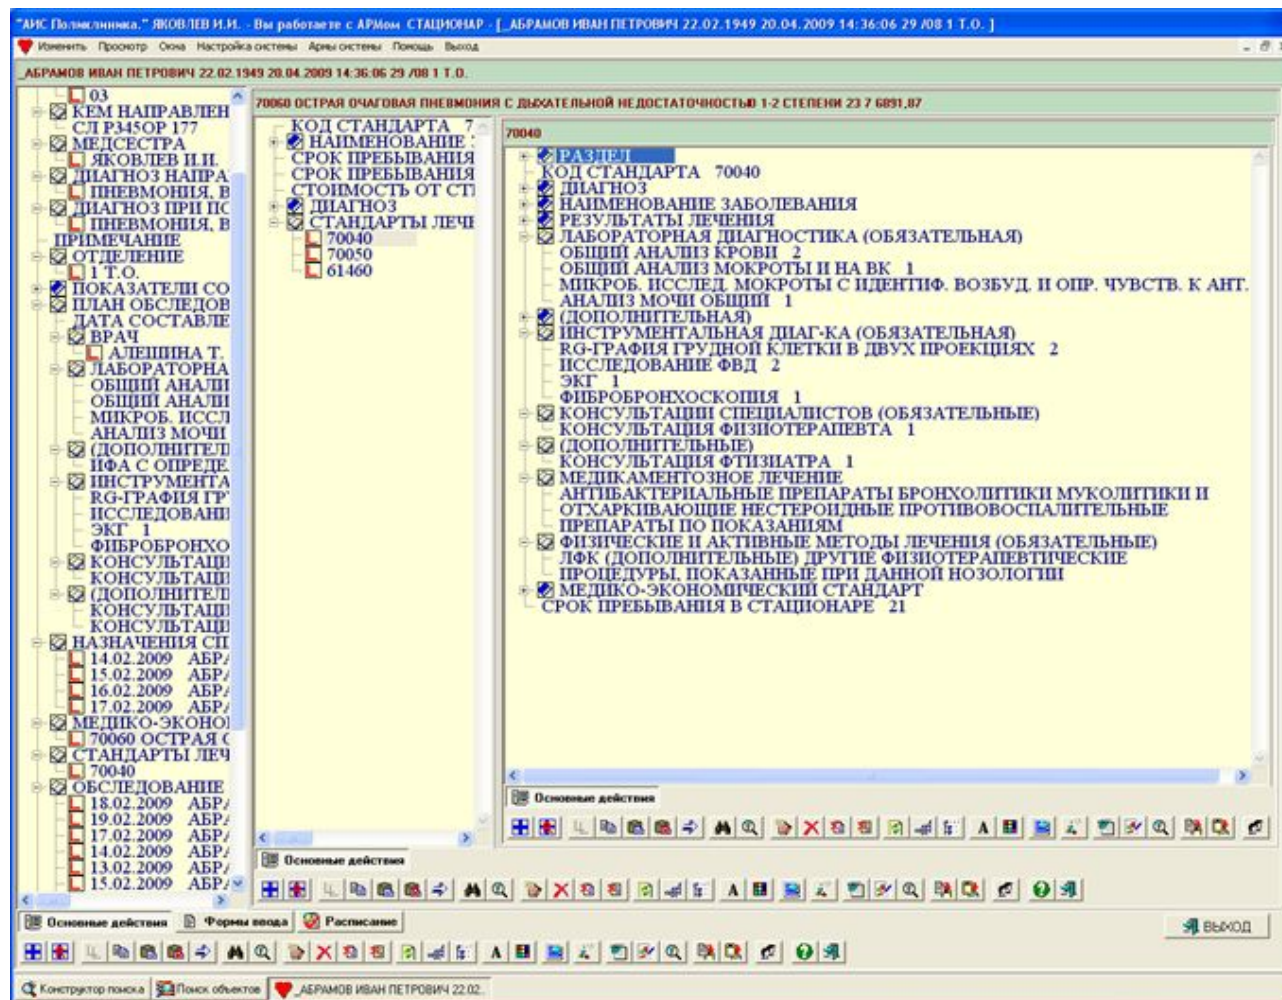 "АИС Поликлиника." ЯКОВЛЕВ И.И. - Вы работаете с АРМом СТАЦИОНАР - [_АБРАМОВ ИВАН ПЕТРОВИЧ 22.02.1949 20.04.2009 14:36:06 29 /08 1 Т.О. ]
Изменить Просмотр Окна Настройка системы Армы системы Помощь Выход
_АБРАМОВ ИВАН ПЕТРОВИЧ 22.02.1949 20.04.2009 14:36:06 29 /08 1 Т.О.
03
КЕМ НАПРАВЛЕН
СЛ Р345ОР 177
МЕДСЕСТРА
ЯКОВЛЕВ И.И.
ДИАГНОЗ НАПРА
ПНЕВМОНИЯ, В
ДИАГНОЗ ПРИ ПО
ПНЕВМОНИЯ, В
ПРИМЕЧАНИЕ
ОТДЕЛЕНИЕ
1 Т.О.
ПОКАЗАТЕЛИ СО
ПЛАН ОБСЛЕДОВ
ДАТА СОСТАВЛЕ
ВРАЧ
АЛЕШИНА Т.
ЛАБОРАТОРНА
ОБЩИЙ АНАЛИ
ОБЩИЙ АНАЛИ
МИКРОБ. ИССЛ
АНАЛИЗ МОЧИ
(ДОПОЛНИТЕЛ
ИФА С ОПРЕДЕ
ИНСТРУМЕНТА
RG-ГРАФИЯ ГР
ИССЛЕДОВАНИ
ЭКГ 1
ФИБРОБРОНХО
КОНСУЛЬТАЦИ
КОНСУЛЬТАЦИ
(ДОПОЛНИТЕЛ
КОНСУЛЬТАЦИ
КОНСУЛЬТАЦИ
НАЗНАЧЕНИЯ СП
14.02.2009 АБРА
15.02.2009 АБРА
16.02.2009 АБРА
17.02.2009 АБРА
МЕДИКО-ЭКОНО
70060 ОСТРАЯ О
СТАНДАРТЫ ЛЕЧ
70040
ОБСЛЕДОВАНИЕ
18.02.2009 АБРА
19.02.2009 АБРА
17.02.2009 АБРА
14.02.2009 АБРА
13.02.2009 АБРА
15.02.2009 АБРА
70060 ОСТРАЯ ОЧАГОВАЯ ПНЕВМОНИЯ С ДЫХАТЕЛЬНОЙ НЕДОСТАТОЧНОСТЬЮ 1-2 СТЕПЕНИ 23 7 6891,87
КОД СТАНДАРТА 7
НАИМЕНОВАНИЕ
СРОК ПРЕБЫВАНИЯ
СРОК ПРЕБЫВАНИЯ
СТОИМОСТЬ ОТ СТ
ДИАГНОЗ
СТАНДАРТЫ ЛЕЧЕ
70040
70050
61460
Основные действия
70040
РАЗДЕЛ
КОД СТАНДАРТА 70040
ДИАГНОЗ
НАИМЕНОВАНИЕ ЗАБОЛЕВАНИЯ
РЕЗУЛЬТАТЫ ЛЕЧЕНИЯ
ЛАБОРАТОРНАЯ ДИАГНОСТИКА (ОБЯЗАТЕЛЬНАЯ)
ОБЩИЙ АНАЛИЗ КРОВИ 2
ОБЩИЙ АНАЛИЗ МОКРОТЫ И НА ВК 1
МИКРОБ. ИССЛЕД. МОКРОТЫ С ИДЕНТИФ. ВОЗБУД. И ОПР. ЧУВСТВ. К АНТ.
АНАЛИЗ МОЧИ ОБЩИЙ 1
(ДОПОЛНИТЕЛЬНАЯ)
ИНСТРУМЕНТАЛЬНАЯ ДИАГ-КА (ОБЯЗАТЕЛЬНАЯ)
RG-ГРАФИЯ ГРУДНОЙ КЛЕТКИ В ДВУХ ПРОЕКЦИЯХ 2
ИССЛЕДОВАНИЕ ФВД 2
ЭКГ 1
ФИБРОБРОНХОСКОПИЯ 1
КОНСУЛЬТАЦИИ СПЕЦИАЛИСТОВ (ОБЯЗАТЕЛЬНЫЕ)
КОНСУЛЬТАЦИЯ ФИЗИОТЕРАПЕВТА 1
(ДОПОЛНИТЕЛЬНЫЕ)
КОНСУЛЬТАЦИЯ ФТИЗИАТРА 1
МЕДИКАМЕНТОЗНОЕ ЛЕЧЕНИЕ
АНТИБАКТЕРИАЛЬНЫЕ ПРЕПАРАТЫ БРОНХОЛИТИКИ МУКОЛИТИКИ И
ОТХАРКИВАЮЩИЕ НЕСТЕРОИДНЫЕ ПРОТИВОВОСПАЛИТЕЛЬНЫЕ
ПРЕПАРАТЫ ПО ПОКАЗАНИЯМ
ФИЗИЧЕСКИЕ И АКТИВНЫЕ МЕТОДЫ ЛЕЧЕНИЯ (ОБЯЗАТЕЛЬНЫЕ)
ЛФК (ДОПОЛНИТЕЛЬНЫЕ) ДРУГИЕ ФИЗИОТЕРАПЕВТИЧЕСКИЕ
ПРОЦЕДУРЫ, ПОКАЗАННЫЕ ПРИ ДАННОЙ НОЗОЛОГИИ
МЕДИКО-ЭКОНОМИЧЕСКИЙ СТАНДАРТ
СРОК ПРЕБЫВАНИЯ В СТАЦИОНАРЕ 21
Основные действия
Основные действия Формы ввода Расписание
ВЫХОД
Конструктор поиска Поиск объектов _АБРАМОВ ИВАН ПЕТРОВИЧ 22.02.